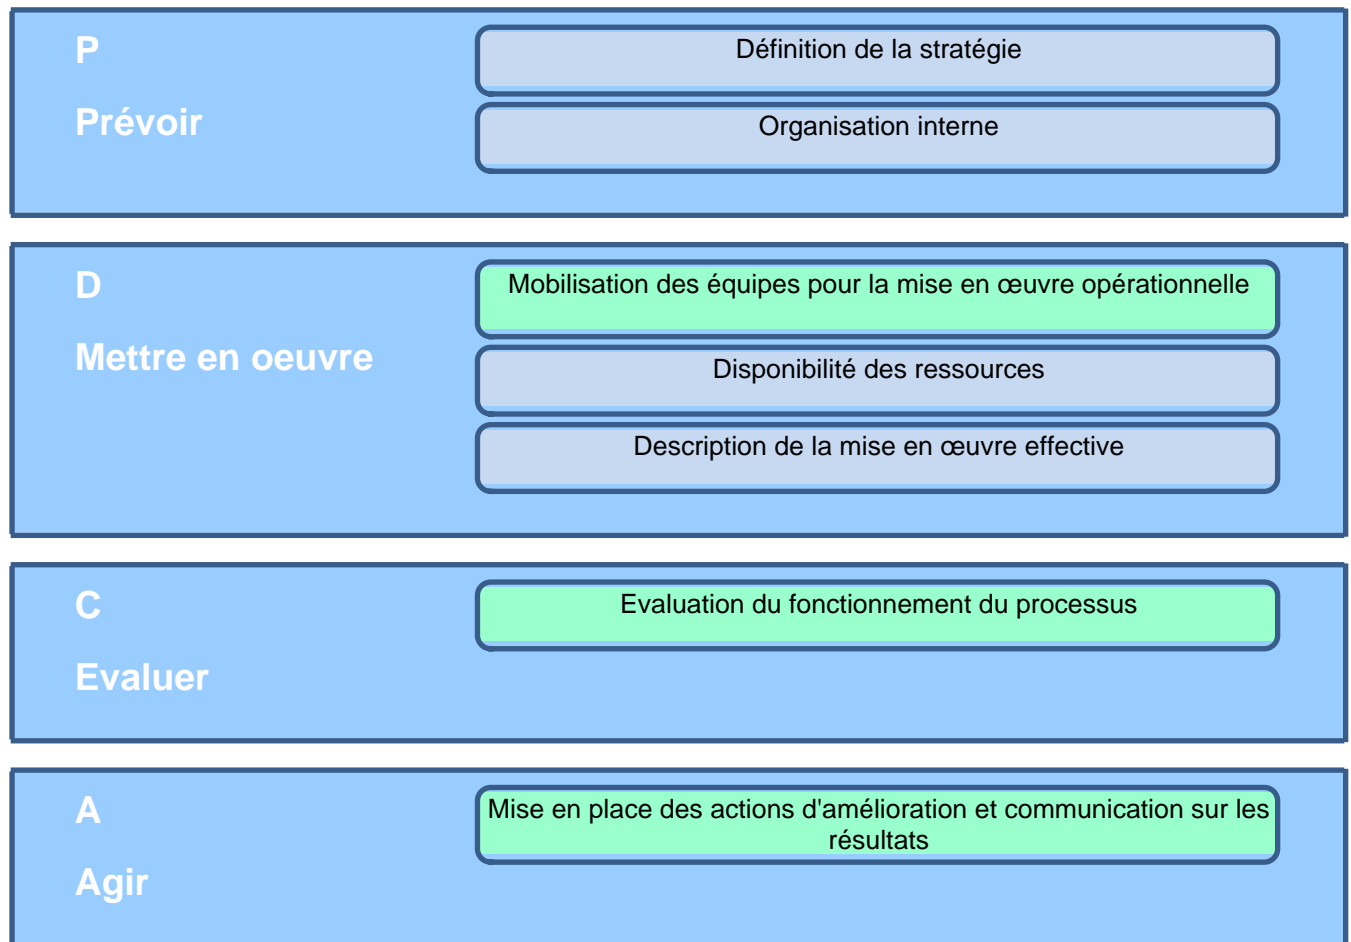 P
Prévoir
Définition de la stratégie
Organisation interne
D
Mettre en oeuvre
Mobilisation des équipes pour la mise en œuvre opérationnelle
Disponibilité des ressources
Description de la mise en œuvre effective
C
Evaluer
Evaluation du fonctionnement du processus
A
Agir
Mise en place des actions d'amélioration et communication sur les
résultats